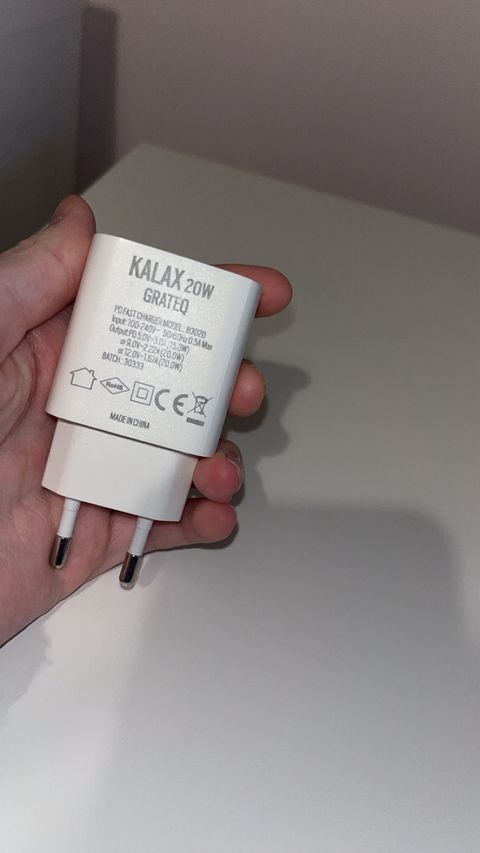 KALAX 20W
GRATEQ
PD FAST CHARGER MODEL: 83020
Input: 100-240V~ 50/60Hz 0.5A Max
Output:PD 5.0V⎓3.0A (15.0W)
or 9.0V⎓2.22A (20.0W)
or 12.0V⎓1.67A (20.0W)
BATCH: 30333
RoHS
CE
MADE IN CHINA